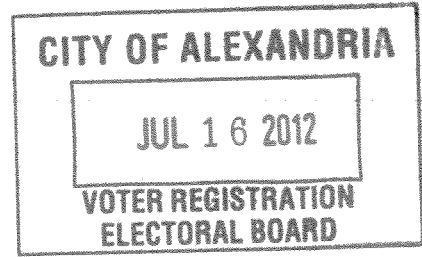 CITY OF ALEXANDRIA
JUL 16 2012
VOTER REGISTRATION
ELECTORAL BOARD